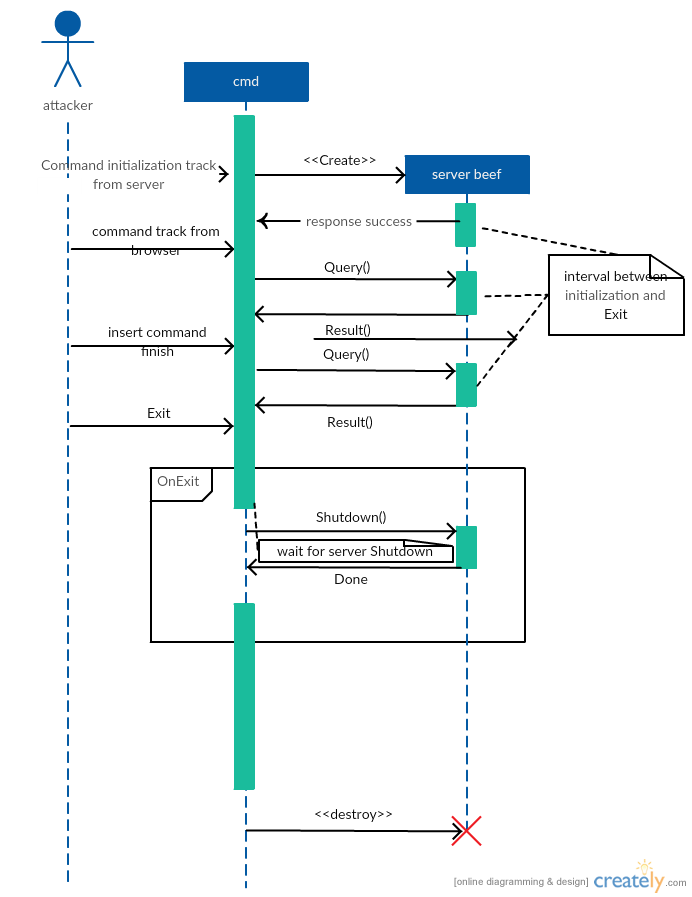 attacker
cmd
Command initialization track
from server
<<Create>>
server beef
response success
command track from
browser
Query()
interval between
initialization and
Exit
insert command
finish
Result()
Query()
Exit
Result()
OnExit
Shutdown()
wait for server Shutdown
Done
<<destroy>>
[online diagramming & design] creately.com